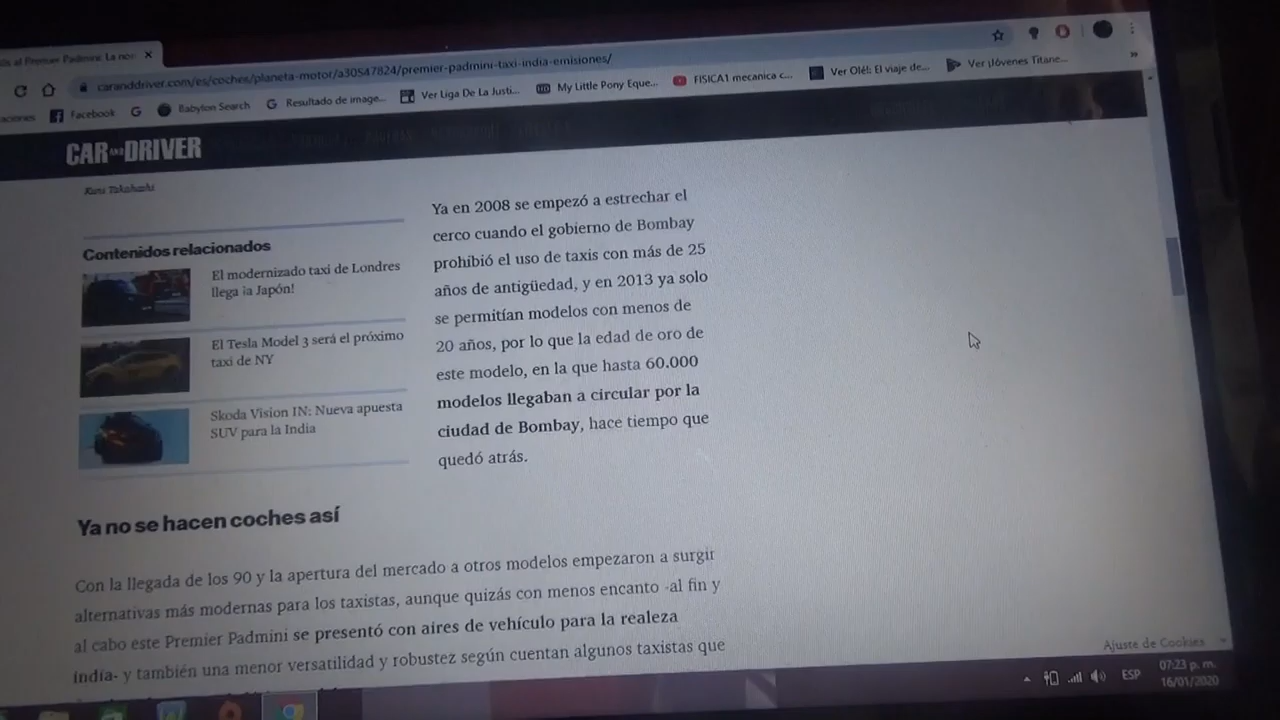 al Premier Padmini: La nos
caranddriver.com/es/coches/planeta-motor/a30547824/premier-padmini-taxi-india-emisiones/
aciones
Facebook
Babylon Search
Resultado de image...
Ver Liga De La Justi...
My Little Pony Eque...
FISICA1 mecanica c...
Ver Olé!: El viaje de...
Ver ¡Jóvenes Titane...
CAR AND DRIVER
Contenidos relacionados
El modernizado taxi de Londres
llega ¡a Japón!
El Tesla Model 3 será el próximo
taxi de NY
Skoda Vision IN: Nueva apuesta
SUV para la India
Ya en 2008 se empezó a estrechar el
cerco cuando el gobierno de Bombay
prohibió el uso de taxis con más de 25
años de antigüedad, y en 2013 ya solo
se permitían modelos con menos de
20 años, por lo que la edad de oro de
este modelo, en la que hasta 60.000
modelos llegaban a circular por la
ciudad de Bombay, hace tiempo que
quedó atrás.
Ya no se hacen coches así
Con la llegada de los 90 y la apertura del mercado a otros modelos empezaron a surgir
alternativas más modernas para los taxistas, aunque quizás con menos encanto -al fin y
al cabo este Premier Padmini se presentó con aires de vehículo para la realeza
india- y también una menor versatilidad y robustez según cuentan algunos taxistas que
Ajuste de Cookies
ESP
07:23 p. m.
16/01/2020